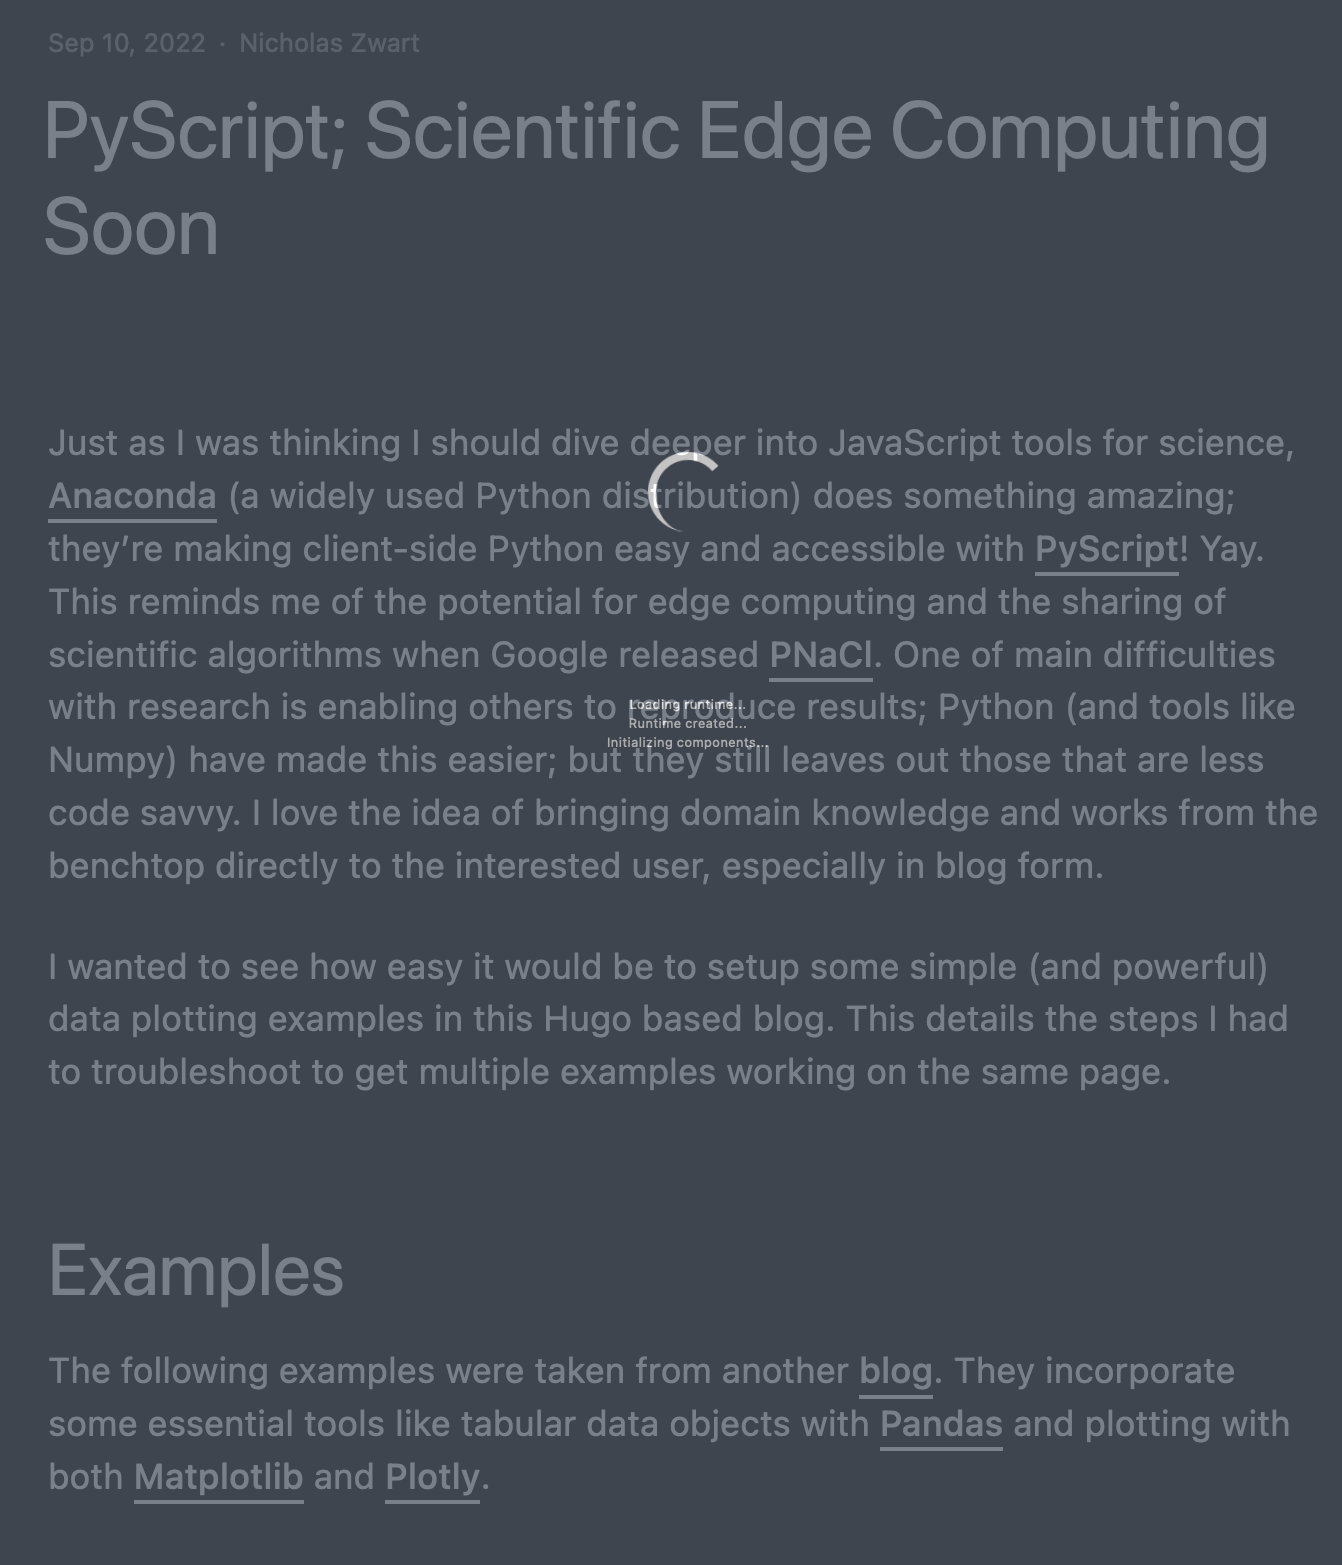 Sep 10, 2022 · Nicholas Zwart
PyScript; Scientific Edge Computing
Soon
Just as I was thinking I should dive deeper into JavaScript tools for science,
Anaconda (a widely used Python distribution) does something amazing;
they’re making client-side Python easy and accessible with PyScript! Yay.
This reminds me of the potential for edge computing and the sharing of
scientific algorithms when Google released PNaCl. One of main difficulties
with research is enabling others to reproduce results; Python (and tools like
Loading runtime...
Runtime created...
Initializing components...
Numpy) have made this easier; but they still leaves out those that are less
code savvy. I love the idea of bringing domain knowledge and works from the
benchtop directly to the interested user, especially in blog form.
I wanted to see how easy it would be to setup some simple (and powerful)
data plotting examples in this Hugo based blog. This details the steps I had
to troubleshoot to get multiple examples working on the same page.
Examples
The following examples were taken from another blog. They incorporate
some essential tools like tabular data objects with Pandas and plotting with
both Matplotlib and Plotly.